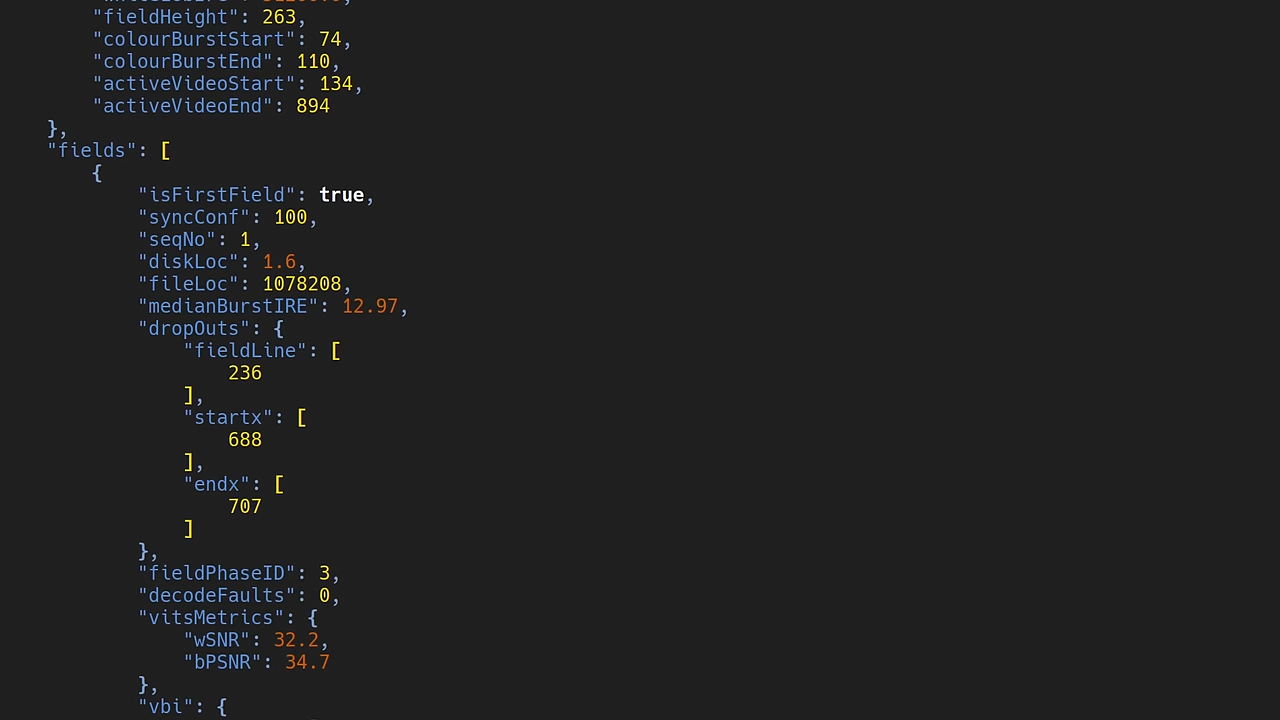 "fieldHeight": 263,
"colourBurstStart": 74,
"colourBurstEnd": 110,
"activeVideoStart": 134,
"activeVideoEnd": 894
},
"fields": [
{
"isFirstField": true,
"syncConf": 100,
"seqNo": 1,
"diskLoc": 1.6,
"fileLoc": 1078208,
"medianBurstIRE": 12.97,
"dropOuts": {
"fieldLine": [
236
],
"startx": [
688
],
"endx": [
707
]
},
"fieldPhaseID": 3,
"decodeFaults": 0,
"vitsMetrics": {
"wSNR": 32.2,
"bPSNR": 34.7
},
"vbi": {